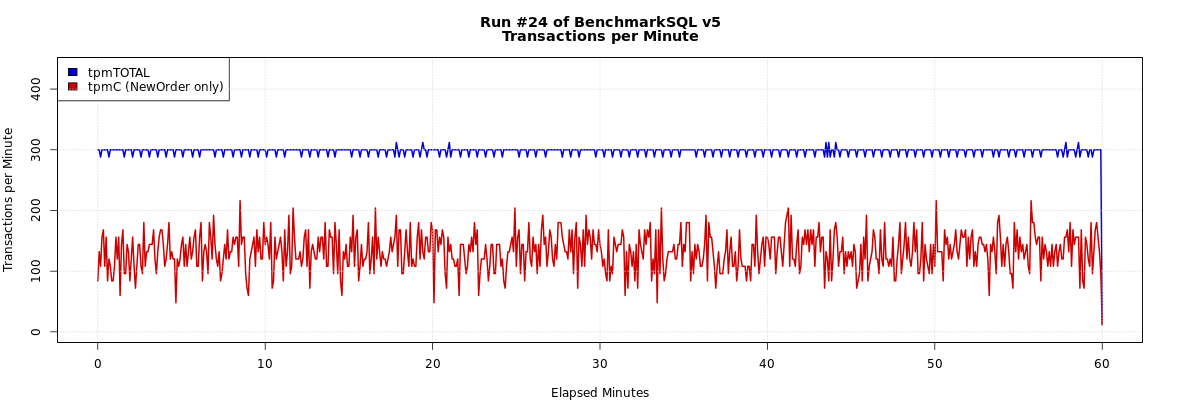 Run #24 of BenchmarkSQL v5
Transactions per Minute
tpmTOTAL
tpmC (NewOrder only)
Transactions per Minute
400
300
200
100
0
0 10 20 30 40 50 60
Elapsed Minutes